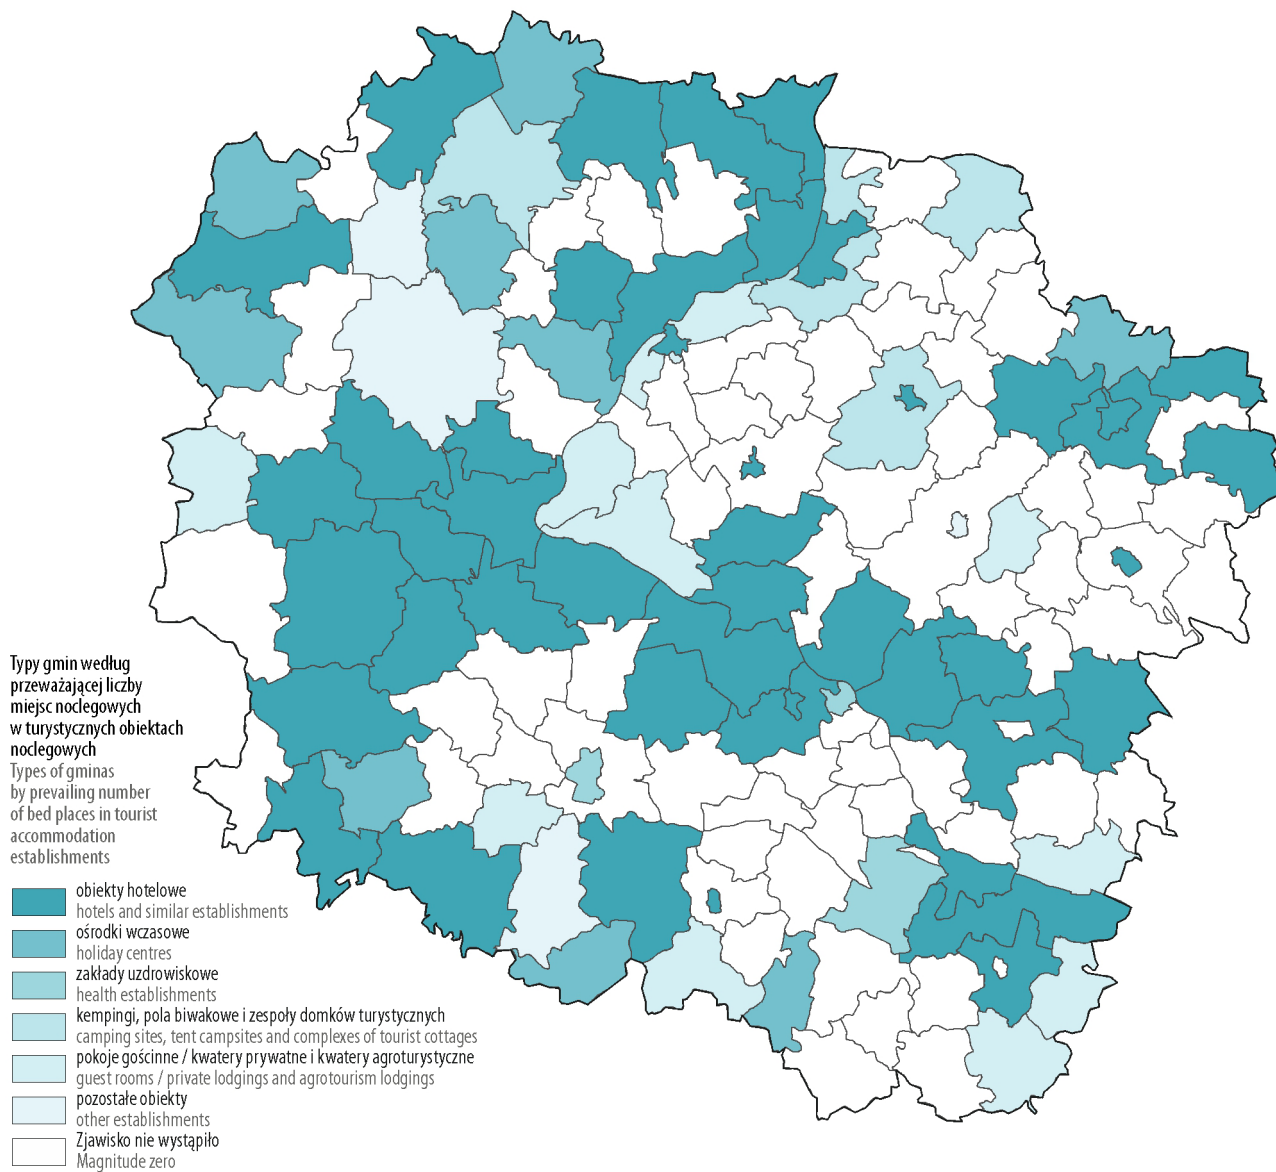 Typy gmin według
przeważającej liczby
miejsc noclegowych
w turystycznych obiektach
noclegowych
Types of gminas
by prevailing number
of bed places in tourist
accommodation
establishments
obiekty hotelowe
hotels and similar establishments
ośrodki wczasowe
holiday centres
zakłady uzdrowiskowe
health establishments
kempingi, pola biwakowe i zespoły domków turystycznych
camping sites, tent campsites and complexes of tourist cottages
pokoje gościnne / kwatery prywatne i kwatery agroturystyczne
guest rooms / private lodgings and agrotourism lodgings
pozostałe obiekty
other establishments
Zjawisko nie wystąpiło
Magnitude zero